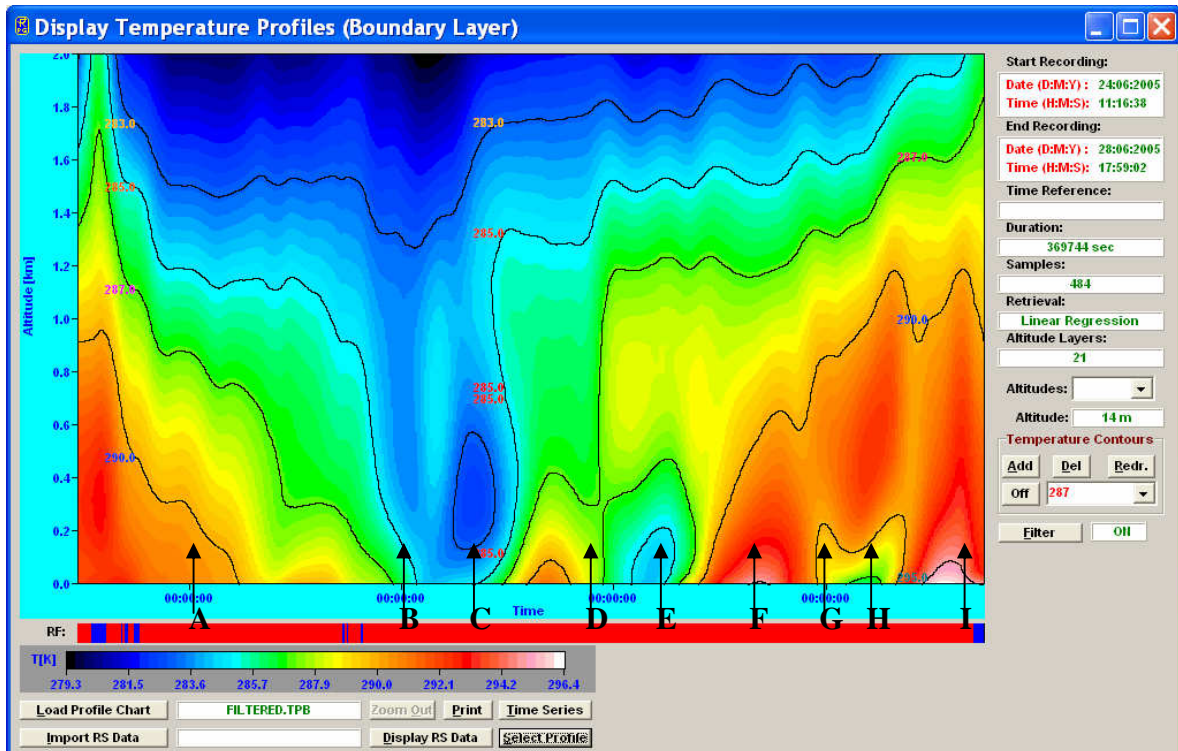 Display Temperature Profiles (Boundary Layer)
Altitude [km]
2.0
1.8
1.6
1.4
1.2
1.0
0.8
0.6
0.4
0.2
0.0
283.0
283.0
285.0
285.0
287.0
287.0
290.0
290.0
285.0
285.0
285.0
00:00:00
00:00:00
00:00:00
00:00:00
Time
A
B
C
D
E
F
G
H
I
RF:
T[K]
279.3 281.5 283.6 285.7 287.9 290.0 292.1 294.2 296.4
Load Profile Chart
FILTERED.TPB
Zoom Out
Print
Time Series
Import RS Data
Display RS Data
Select Profile
Start Recording:
Date (D:M:Y) : 24:06:2005
Time (H:M:S): 11:16:38
End Recording:
Date (D:M:Y) : 28:06:2005
Time (H:M:S): 17:59:02
Time Reference:
Duration:
369744 sec
Samples:
484
Retrieval:
Linear Regression
Altitude Layers:
21
Altitudes:
Altitude: 14 m
Temperature Contours
Add
Del
Redr.
Off
287
Filter